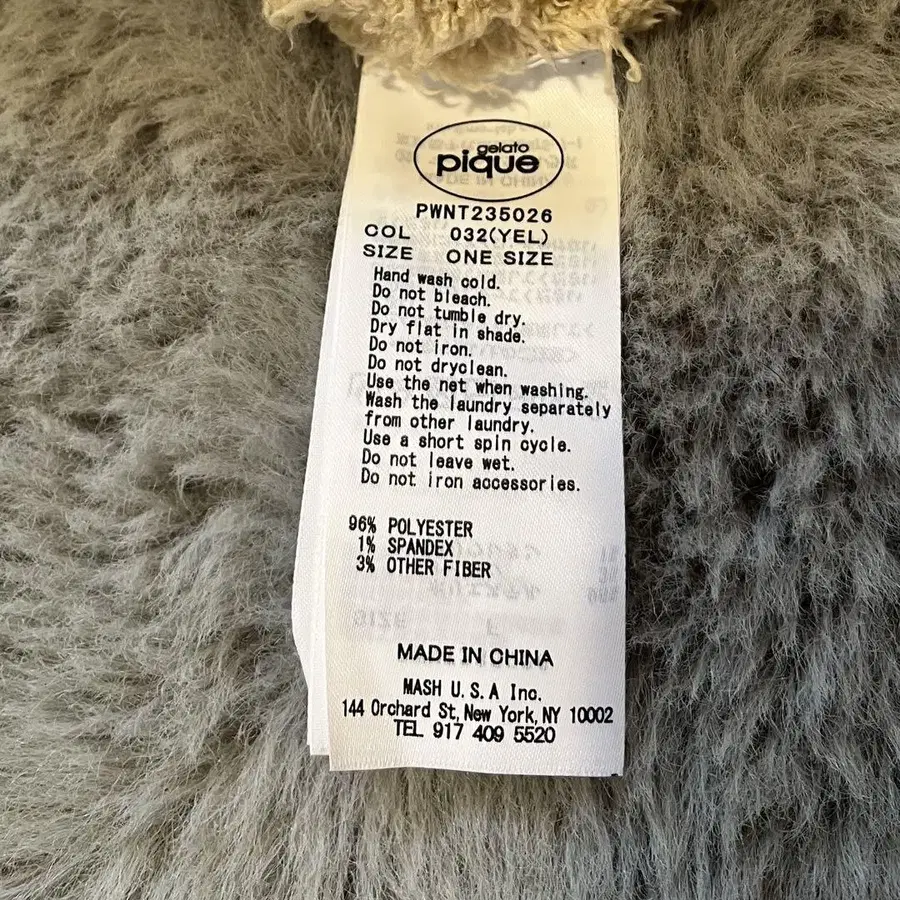 gelato
pique
PWNT235026
COL 032(YEL)
SIZE ONE SIZE
Hand wash cold.
Do not bleach.
Do not tumble dry.
Dry flat in shade.
Do not iron.
Do not dryclean.
Use the net when washing.
Wash the laundry separately
from other laundry.
Use a short spin cycle.
Do not leave wet.
Do not iron accessories.
96% POLYESTER
1% SPANDEX
3% OTHER FIBER
MADE IN CHINA
MASH U.S.A Inc.
144 Orchard St, New York, NY 10002
TEL 917 409 5520